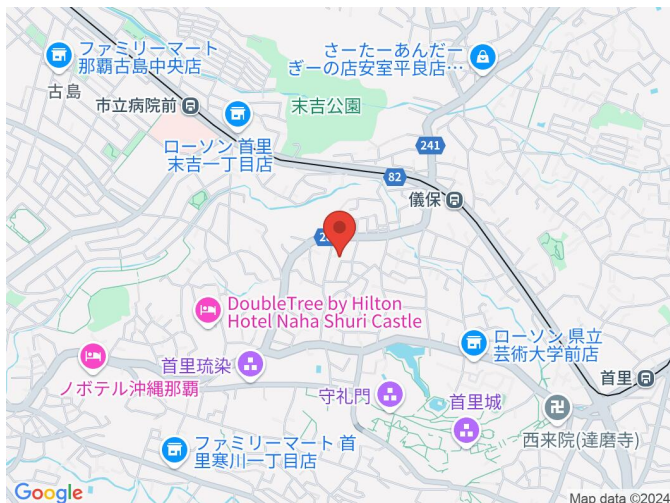 ファミリーマート
那覇古島中央店
さーたーあんだー
ぎーの店安室平良店…
古島
市立病院前
末吉公園
ローソン 首里
末吉一丁目店
241
82
儀保
DoubleTree by Hilton
Hotel Naha Shuri Castle
ローソン 県立
芸術大学前店
首里琉染
ノボテル沖縄那覇
首里
守礼門
首里城
西来院(達磨寺)
ファミリーマート 首
里寒川一丁目店
Google
Map data ©2024